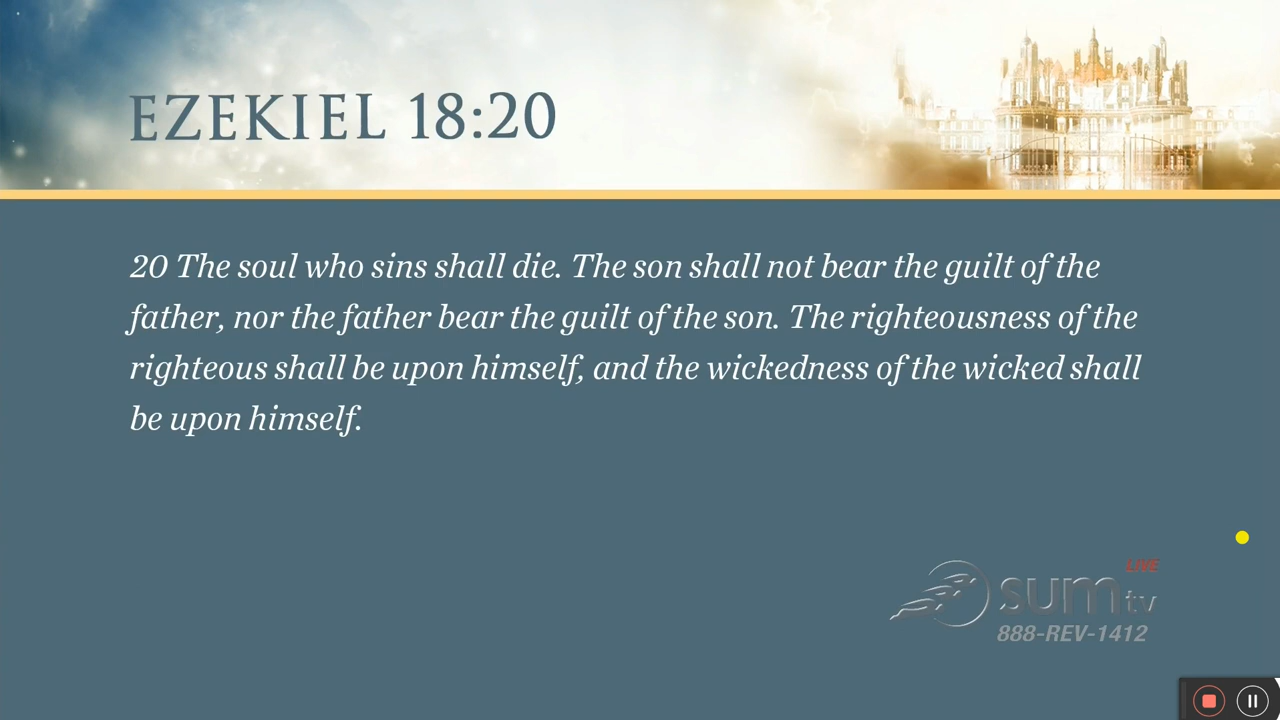 EZEKIEL 18:20
20 The soul who sins shall die. The son shall not bear the guilt of the
father, nor the father bear the guilt of the son. The righteousness of the
righteous shall be upon himself, and the wickedness of the wicked shall
be upon himself.
LIVE
sumtv
888-REV-1412